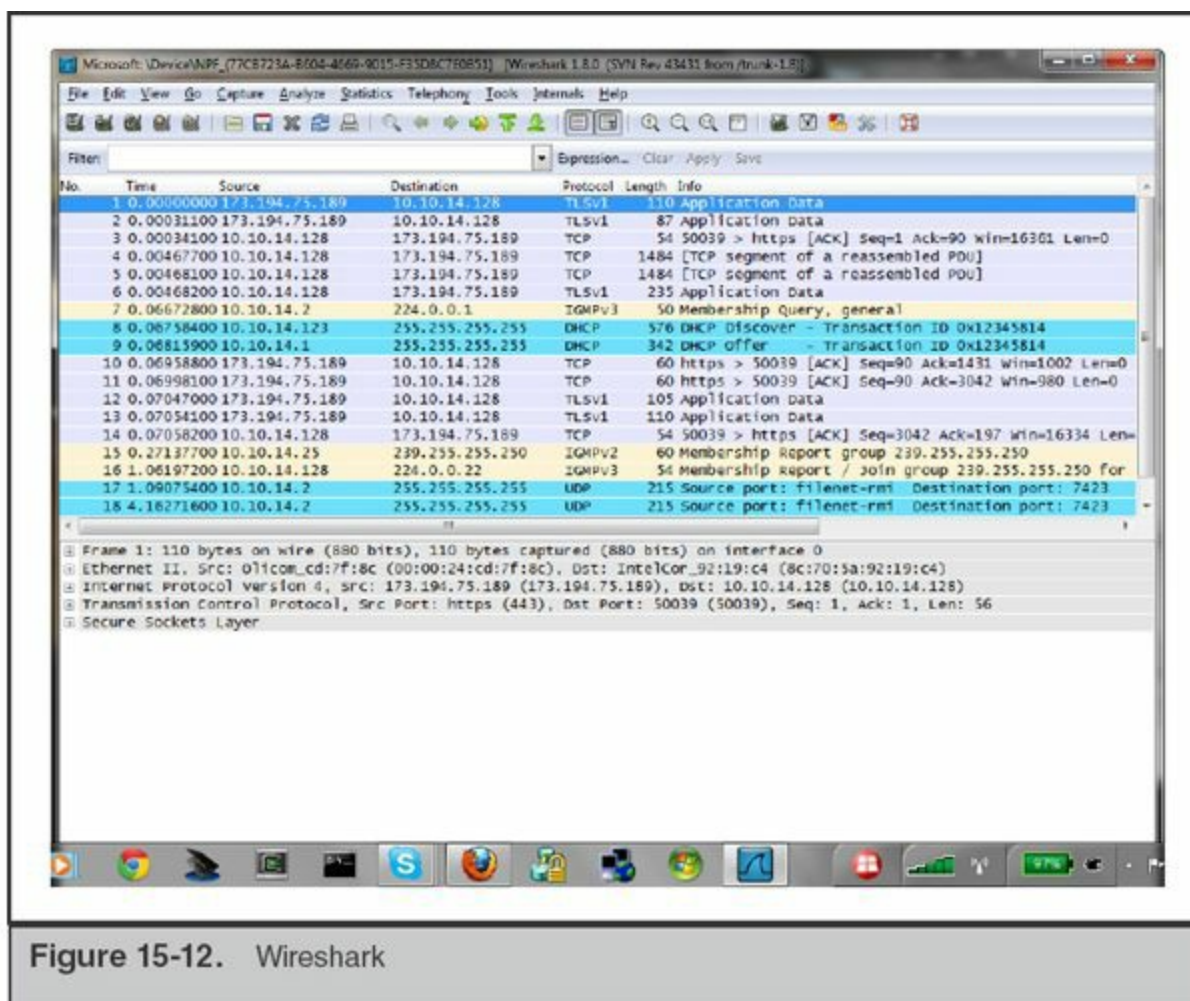 Microsoft: \Device\NPF_{77CB723A-B604-4669-9015-F35D8C7E0B51} [Wireshark 1.8.0 (SVN Rev 43431 from /trunk-1.8)]
File Edit View Go Capture Analyze Statistics Telephony Tools Internals Help
Filter: Expression... Clear Apply Save
No. Time Source Destination Protocol Length Info
1 0.00000000 173.194.75.189 10.10.14.128 TLSv1 110 Application Data
2 0.00031100 173.194.75.189 10.10.14.128 TLSv1 87 Application Data
3 0.00034100 10.10.14.128 173.194.75.189 TCP 54 50039 > https [ACK] Seq=1 Ack=90 Win=16361 Len=0
4 0.00467700 10.10.14.128 173.194.75.189 TCP 1484 [TCP segment of a reassembled PDU]
5 0.00468100 10.10.14.128 173.194.75.189 TCP 1484 [TCP segment of a reassembled PDU]
6 0.00468200 10.10.14.128 173.194.75.189 TLSv1 235 Application Data
7 0.06672800 10.10.14.2 224.0.0.1 IGMPv3 50 Membership Query, general
8 0.06758400 10.10.14.123 255.255.255.255 DHCP 576 DHCP Discover - Transaction ID 0x12345814
9 0.06815900 10.10.14.1 255.255.255.255 DHCP 342 DHCP Offer - Transaction ID 0x12345814
10 0.06958800 173.194.75.189 10.10.14.128 TCP 60 https > 50039 [ACK] Seq=90 Ack=1431 Win=1002 Len=0
11 0.06998100 173.194.75.189 10.10.14.128 TCP 60 https > 50039 [ACK] Seq=90 Ack=3042 Win=980 Len=0
12 0.07047000 173.194.75.189 10.10.14.128 TLSv1 105 Application Data
13 0.07054100 173.194.75.189 10.10.14.128 TLSv1 110 Application Data
14 0.07058200 10.10.14.128 173.194.75.189 TCP 54 50039 > https [ACK] Seq=3042 Ack=197 Win=16334 Len=
15 0.27137700 10.10.14.25 239.255.255.250 IGMPv2 60 Membership Report group 239.255.255.250
16 1.06197200 10.10.14.128 224.0.0.22 IGMPv3 54 Membership Report / Join group 239.255.255.250 for
17 1.09075400 10.10.14.2 255.255.255.255 UDP 215 Source port: filenet-rmi Destination port: 7423
18 4.16271600 10.10.14.2 255.255.255.255 UDP 215 Source port: filenet-rmi Destination port: 7423
Frame 1: 110 bytes on wire (880 bits), 110 bytes captured (880 bits) on interface 0
Ethernet II, Src: Olicom_cd:7f:8c (00:00:24:cd:7f:8c), Dst: IntelCor_92:19:c4 (8c:70:5a:92:19:c4)
Internet Protocol Version 4, Src: 173.194.75.189 (173.194.75.189), Dst: 10.10.14.128 (10.10.14.128)
Transmission Control Protocol, Src Port: https (443), Dst Port: 50039 (50039), Seq: 1, Ack: 1, Len: 56
Secure Sockets Layer
97%
Figure 15-12. Wireshark